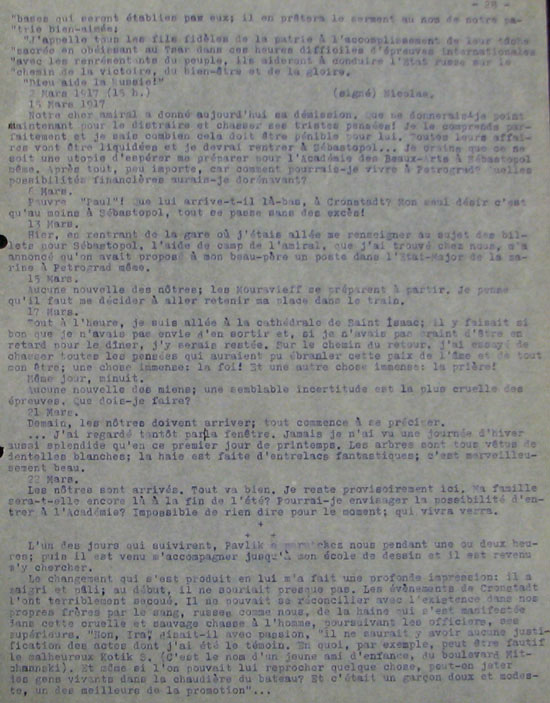 - 28 -
"bases qui seront établies pas eux; il en prêtera le serment au nom de notre pa-
"trie bien-aimée;
"J'appelle tous les fils fidèles de la patrie à l'accomplissement de leur tâche
"sacrée en obéissant au Tsar dans ces heures difficiles d'épreuves internationales
"avec les représentants du peuple, ils aideront à conduire l'Etat russe sur le
"chemin de la victoire, du bien-être et de la gloire.
"Dieu aide la Russie!"
2 Mars 1917 (15 h.) (signé) Nicolas.
15 Mars 1917
Notre cher amiral a donné aujourd'hui sa démission. Que ne donnerais-je point
maintenant pour le distraire et chasser ses tristes pensées! Je le comprends par-
faitement et je sais combien cela doit être pénible pour lui. Toutes leurs affai-
res vont être liquidées et je devrai rentrer à Sébastopol... Je crains que ce ne
soit une utopie d'espérer me préparer pour l'Académie des Beaux-Arts à Sébastopol
même. Après tout, peu importe, car comment pourrais-je vivre à Petrograd? Quelles
possibilités financières aurais-je dorénavant?
6 Mars.
Pauvre "Paul"! Que lui arrive-t-il là-bas, à Cronstadt? Mon seul désir c'est
qu'au moins à Sébastopol, tout se passe sans des excès!
13 Mars.
Hier, en rentrant de la gare où j'étais allée me renseigner au sujet des bil-
lets pour Sébastopol, l'aide de camp de l'amiral, que j'ai trouvé chez nous, m'a
annoncé qu'on avait proposé à mon beau-père un poste dans l'Etat-Major de la ma-
rine à Petrograd même.
15 Mars.
Aucune nouvelle des nôtres; les Mouravieff se préparent à partir. Je pense
qu'il faut me décider à aller retenir ma place dans le train.
17 Mars.
Tout à l'heure, je suis allée à la cathédrale de Saint Isaac; il y faisait si
bon que je n'avais pas envie d'en sortir et, si je n'avais pas craint d'être en
retard pour le dîner, j'y serais restée. Sur le chemin du retour, j'ai essayé de
chasser toutes les pensées qui auraient pu ébranler cette paix de l'âme et de tout
son être; une chose immense: la foi! Et une autre chose immense: la prière!
Même jour, minuit.
Aucune nouvelle des miens; une semblable incertitude est la plus cruelle des
épreuves. Que dois-je faire?
21 Mars.
Demain, les nôtres doivent arriver; tout commence à se préciser.
... J'ai regardé tantôt par la fenêtre. Jamais je n'ai vu une journée d'hiver
aussi splendide qu'en ce premier jour de printemps. Les arbres sont tous vêtus de
dentelles blanches; la haie est faite d'entrelacs fantastiques; c'est merveilleu-
sement beau.
22 Mars.
Les nôtres sont arrivés. Tout va bien. Je reste provisoirement ici. Ma famille
sera-t-elle encore là à la fin de l'été? Pourrai-je envisager la possibilité d'en-
trer à l'Académie? Impossible de rien dire pour le moment; qui vivra verra.
+
+ +
L'un des jours qui suivirent, Pavlik chez nous pendant une ou deux heu-
res; puis il est venu m'accompagner jusqu'à mon école de dessin et il est revenu
m'y chercher.
Le changement qui s'est produit en lui m'a fait une profonde impression: il a
maigri et pâli; au début, il ne souriait presque pas. Les événements de Cronstadt
l'ont terriblement secoué. Il ne pouvait se réconcilier avec l'existence dans nos
propres frères par le sang, russes comme nous, de la haine qui s'est manifestée
dans cette cruelle et sauvage chasse à l'homme, poursuivant les officiers, ses
supérieurs. "Non, Ira, disait-il avec passion, "il ne saurait y avoir aucune justi-
fication des actes dont j'ai été le témoin. En quoi, par exemple, peut être fautif
le malheureux Kotik S. (C'est le nom d'un jeune ami d'enfance, du boulevard Mit-
chmanski). Et même si l'on pouvait lui reprocher quelque chose, peut-on jeter
les gens vivants dans la chaudière du bateau? Et c'était un garçon doux et modes-
te, un des meilleurs de la promotion"...